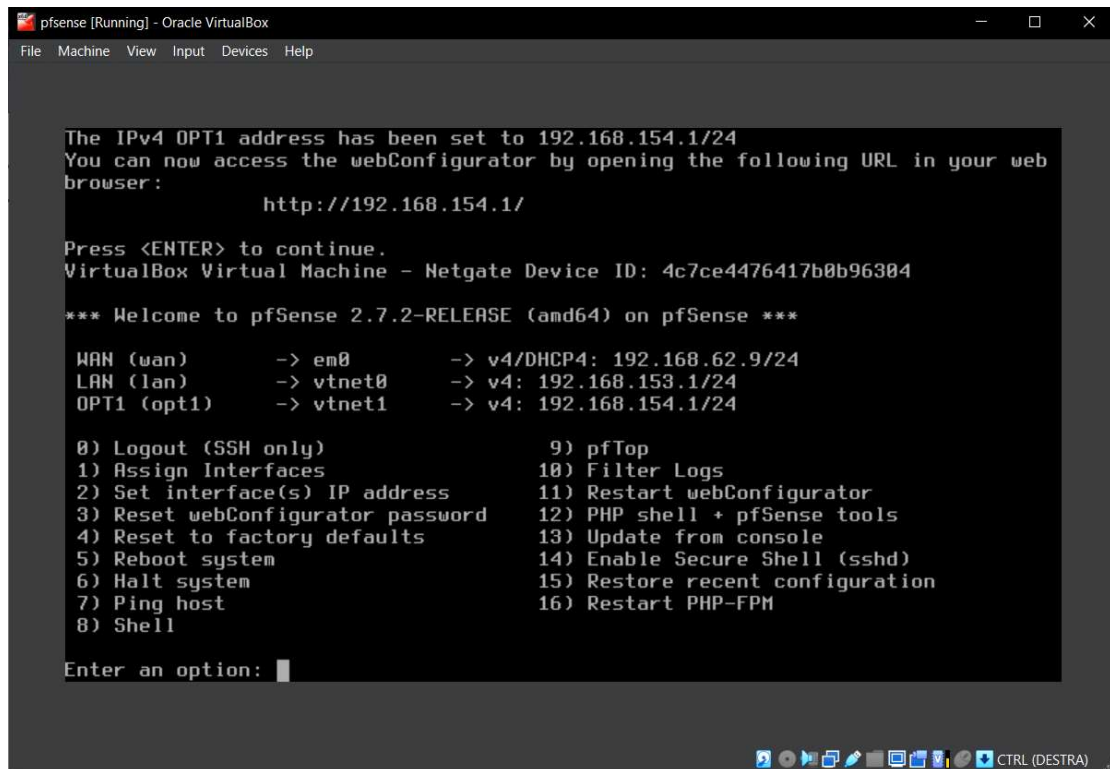 pfsense [Running] - Oracle VirtualBox
File Machine View Input Devices Help
The IPv4 OPT1 address has been set to 192.168.154.1/24
You can now access the webConfigurator by opening the following URL in your web
browser:
http://192.168.154.1/
Press <ENTER> to continue.
VirtualBox Virtual Machine - Netgate Device ID: 4c7ce4476417b0b96304
*** Welcome to pfSense 2.7.2-RELEASE (amd64) on pfSense ***
WAN (wan) -> em0 -> v4/DHCP4: 192.168.62.9/24
LAN (lan) -> vtnet0 -> v4: 192.168.153.1/24
OPT1 (opt1) -> vtnet1 -> v4: 192.168.154.1/24
0) Logout (SSH only) 9) pfTop
1) Assign Interfaces 10) Filter Logs
2) Set interface(s) IP address 11) Restart webConfigurator
3) Reset webConfigurator password 12) PHP shell + pfSense tools
4) Reset to factory defaults 13) Update from console
5) Reboot system 14) Enable Secure Shell (sshd)
6) Halt system 15) Restore recent configuration
7) Ping host 16) Restart PHP-FPM
8) Shell
Enter an option:
CTRL (DESTRA)